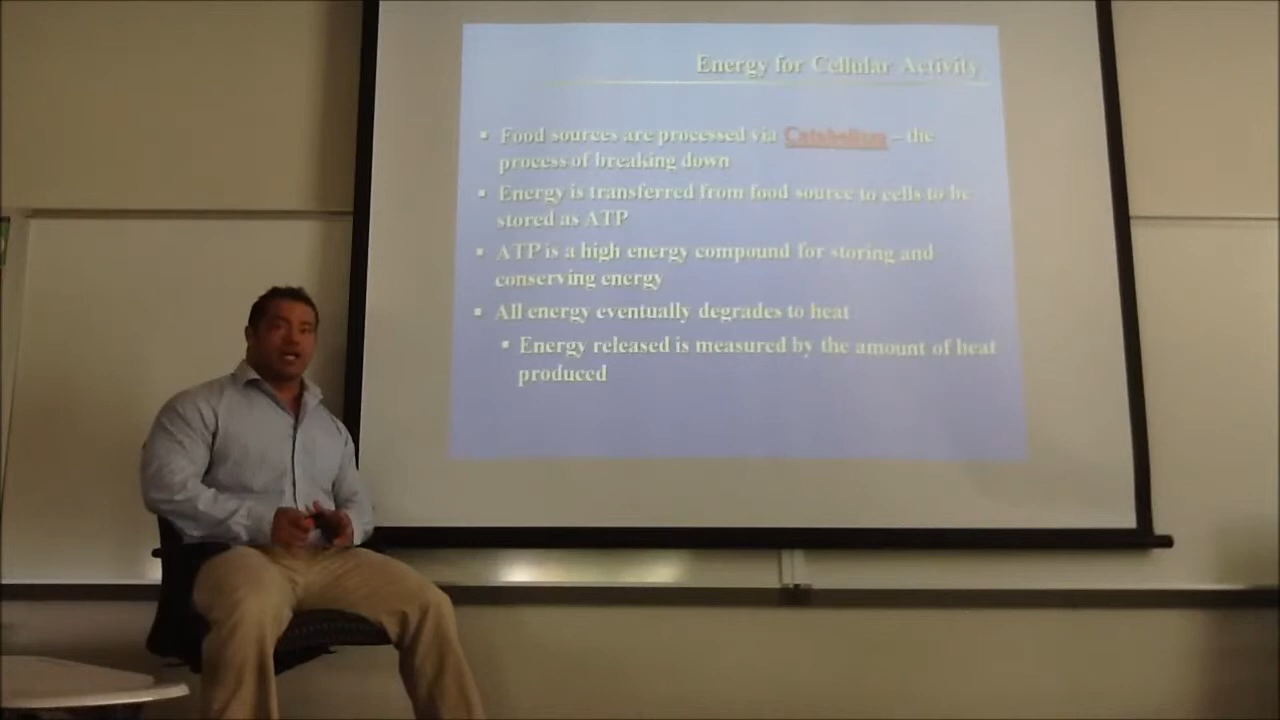 Energy for Cellular Activity
▪ Food sources are processed via Catabolism – the
process of breaking down
▪ Energy is transferred from food source to cells to be
stored as ATP
▪ ATP is a high energy compound for storing and
conserving energy
▪ All energy eventually degrades to heat
▪ Energy released is measured by the amount of heat
produced